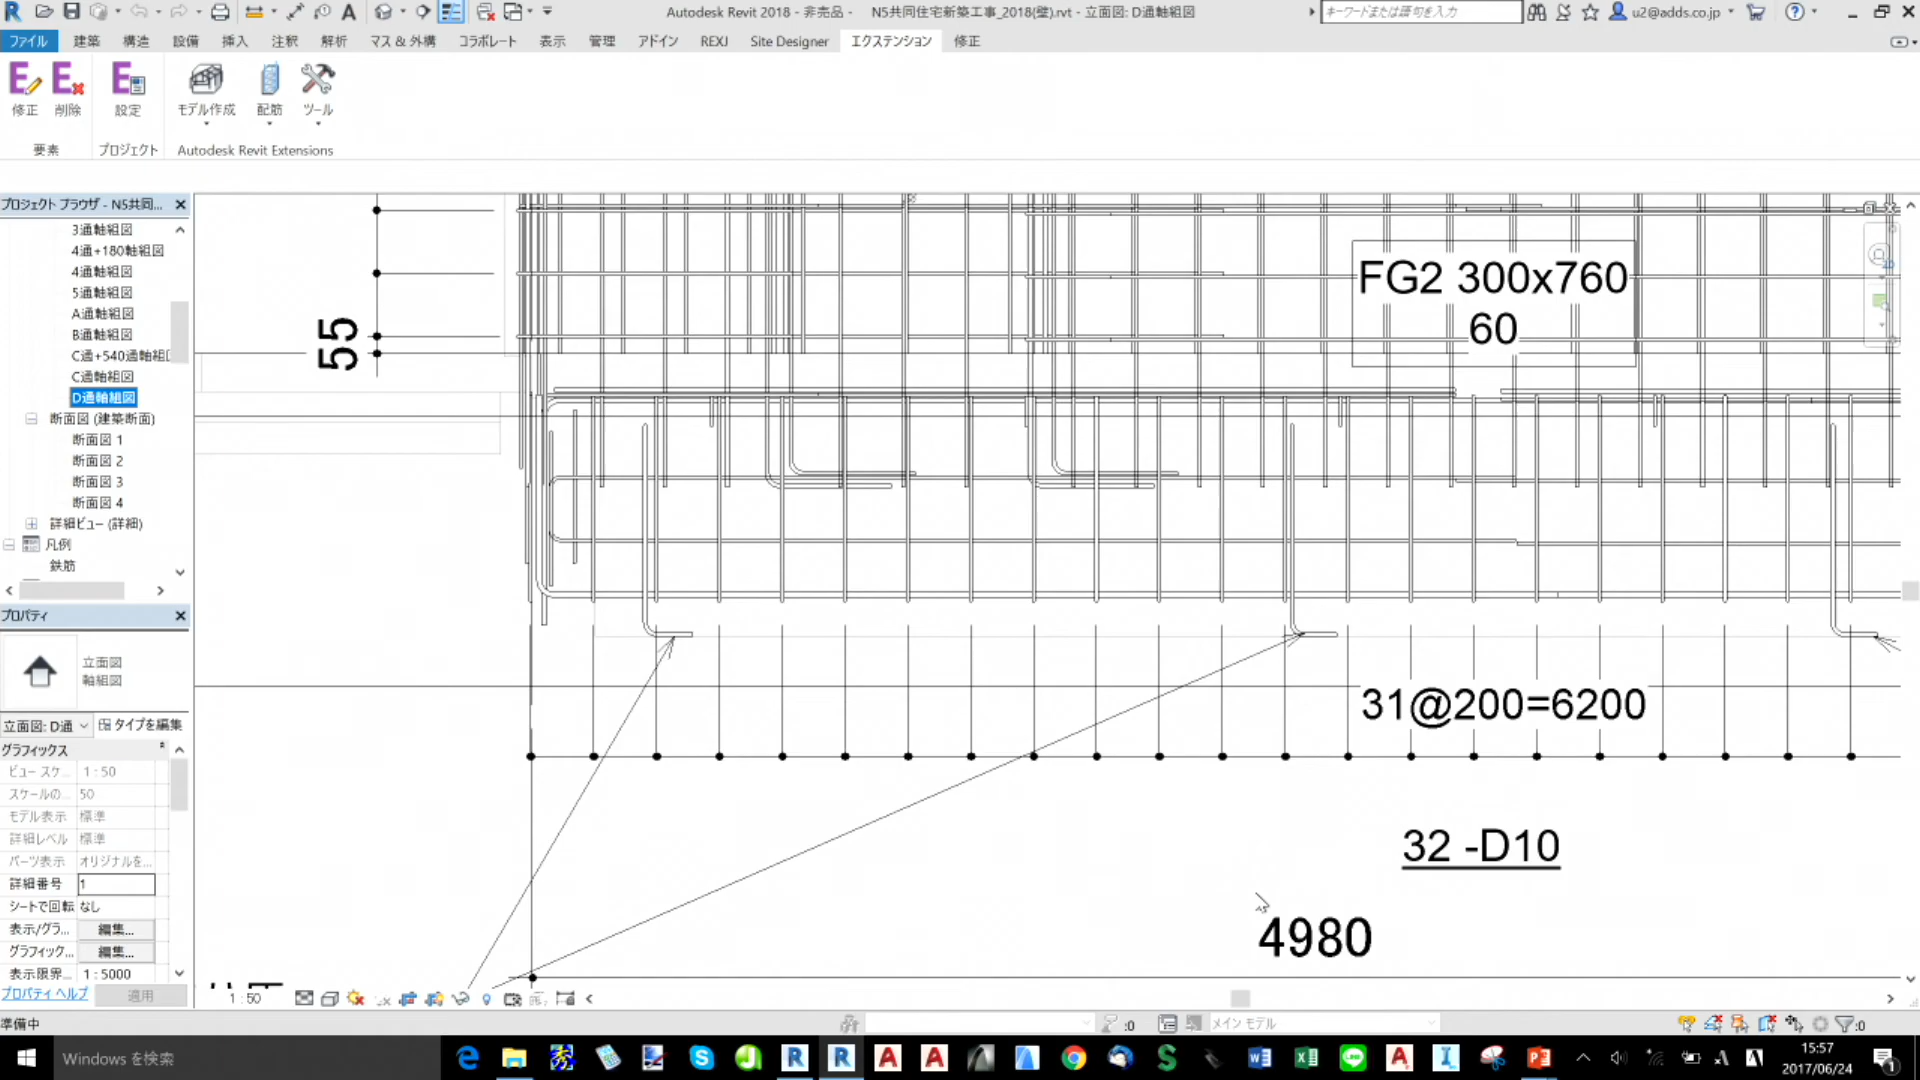 Autodesk Revit 2018 - 非売品 - N5共同住宅新築工事_2018(壁).rvt - 立面図: D通軸組図
キーワードまたは語句を入力
u2@adds.co.jp
ファイル 建築 構造 設備 挿入 注釈 解析 マス & 外構 コラボレート 表示 管理 アドイン REXJ Site Designer エクステンション 修正
修正 削除 設定 モデル作成 配筋 ツール
要素 プロジェクト Autodesk Revit Extensions
プロジェクト ブラウザ - N5共同...
3通軸組図
4通+180軸組図
4通軸組図
5通軸組図
A通軸組図
B通軸組図
C通+540通軸組図
C通軸組図
D通軸組図
断面図 (建築断面)
断面図 1
断面図 2
断面図 3
断面図 4
詳細ビュー (詳細)
凡例
鉄筋
プロパティ
立面図
軸組図
立面図: D通
タイプを編集
グラフィックス
ビュー スケ... 1 : 50
スケールの... 50
モデル表示 標準
詳細レベル 標準
パーツ表示 オリジナルを...
詳細番号 1
シートで回転 なし
表示/グラ... 編集...
グラフィック... 編集...
表示限界... 1 : 5000
プロパティ ヘルプ 適用
55
FG2 300x760
60
31@200=6200
32 -D10
4980
1 : 50
準備中
:0
メイン モデル
:0
Windows を検索
15:57
2017/06/24